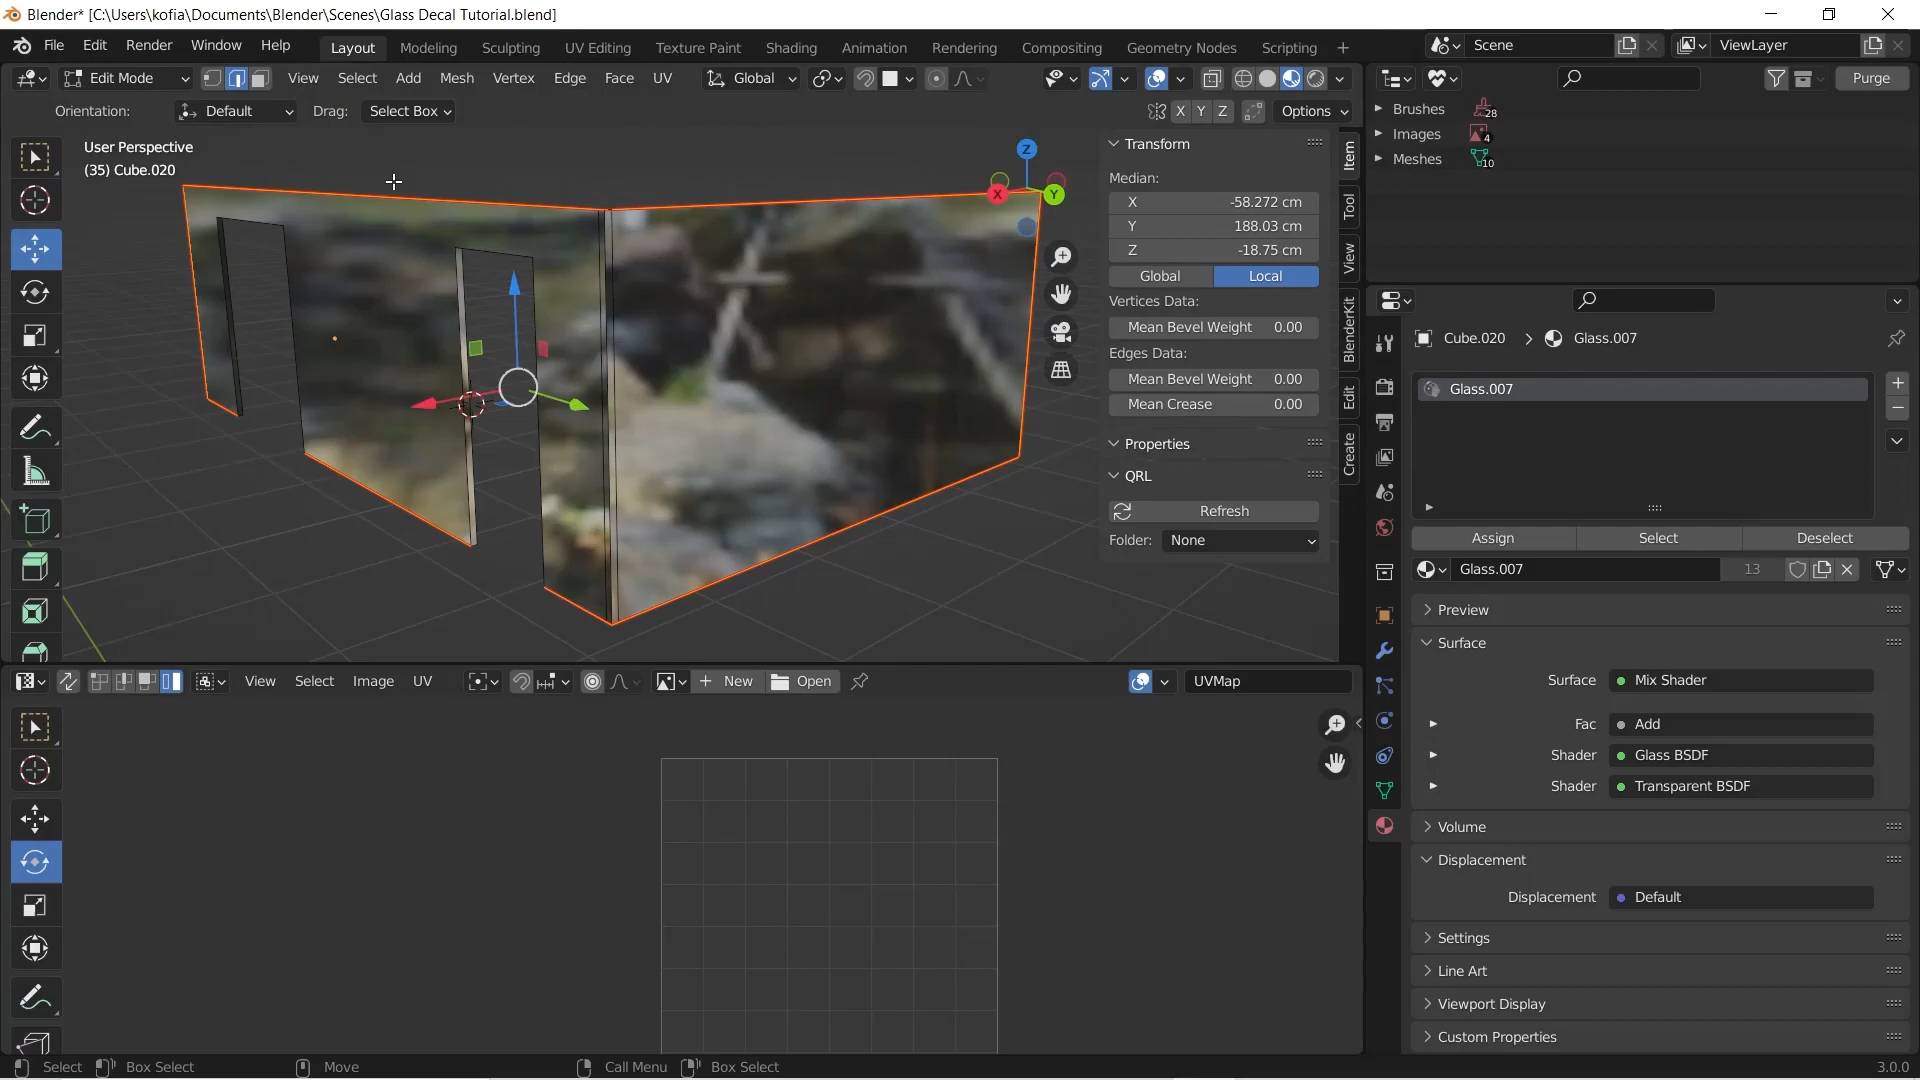 Blender* [C:\Users\kofia\Documents\Blender\Scenes\Glass Decal Tutorial.blend]
File Edit Render Window Help Layout Modeling Sculpting UV Editing Texture Paint Shading Animation Rendering Compositing Geometry Nodes Scripting + Scene ViewLayer
Edit Mode View Select Add Mesh Vertex Edge Face UV Global Purge
Orientation: Default Drag: Select Box X Y Z Options
Brushes 28
Images 4
Meshes 10
User Perspective
(35) Cube.020
Z
X
Y
Transform
Median:
X -58.272 cm
Y 188.03 cm
Z -18.75 cm
Global Local
Vertices Data:
Mean Bevel Weight 0.00
Edges Data:
Mean Bevel Weight 0.00
Mean Crease 0.00
Properties
QRL
Refresh
Folder: None
Item
Tool
View
BlenderKit
Edit
Create
Cube.020 > Glass.007
Glass.007
Assign Select Deselect
Glass.007 13
Preview
Surface
Surface Mix Shader
Fac Add
Shader Glass BSDF
Shader Transparent BSDF
Volume
Displacement
Displacement Default
Settings
Line Art
Viewport Display
Custom Properties
View Select Image UV New Open UVMap
Select Box Select Move Call Menu Box Select 3.0.0